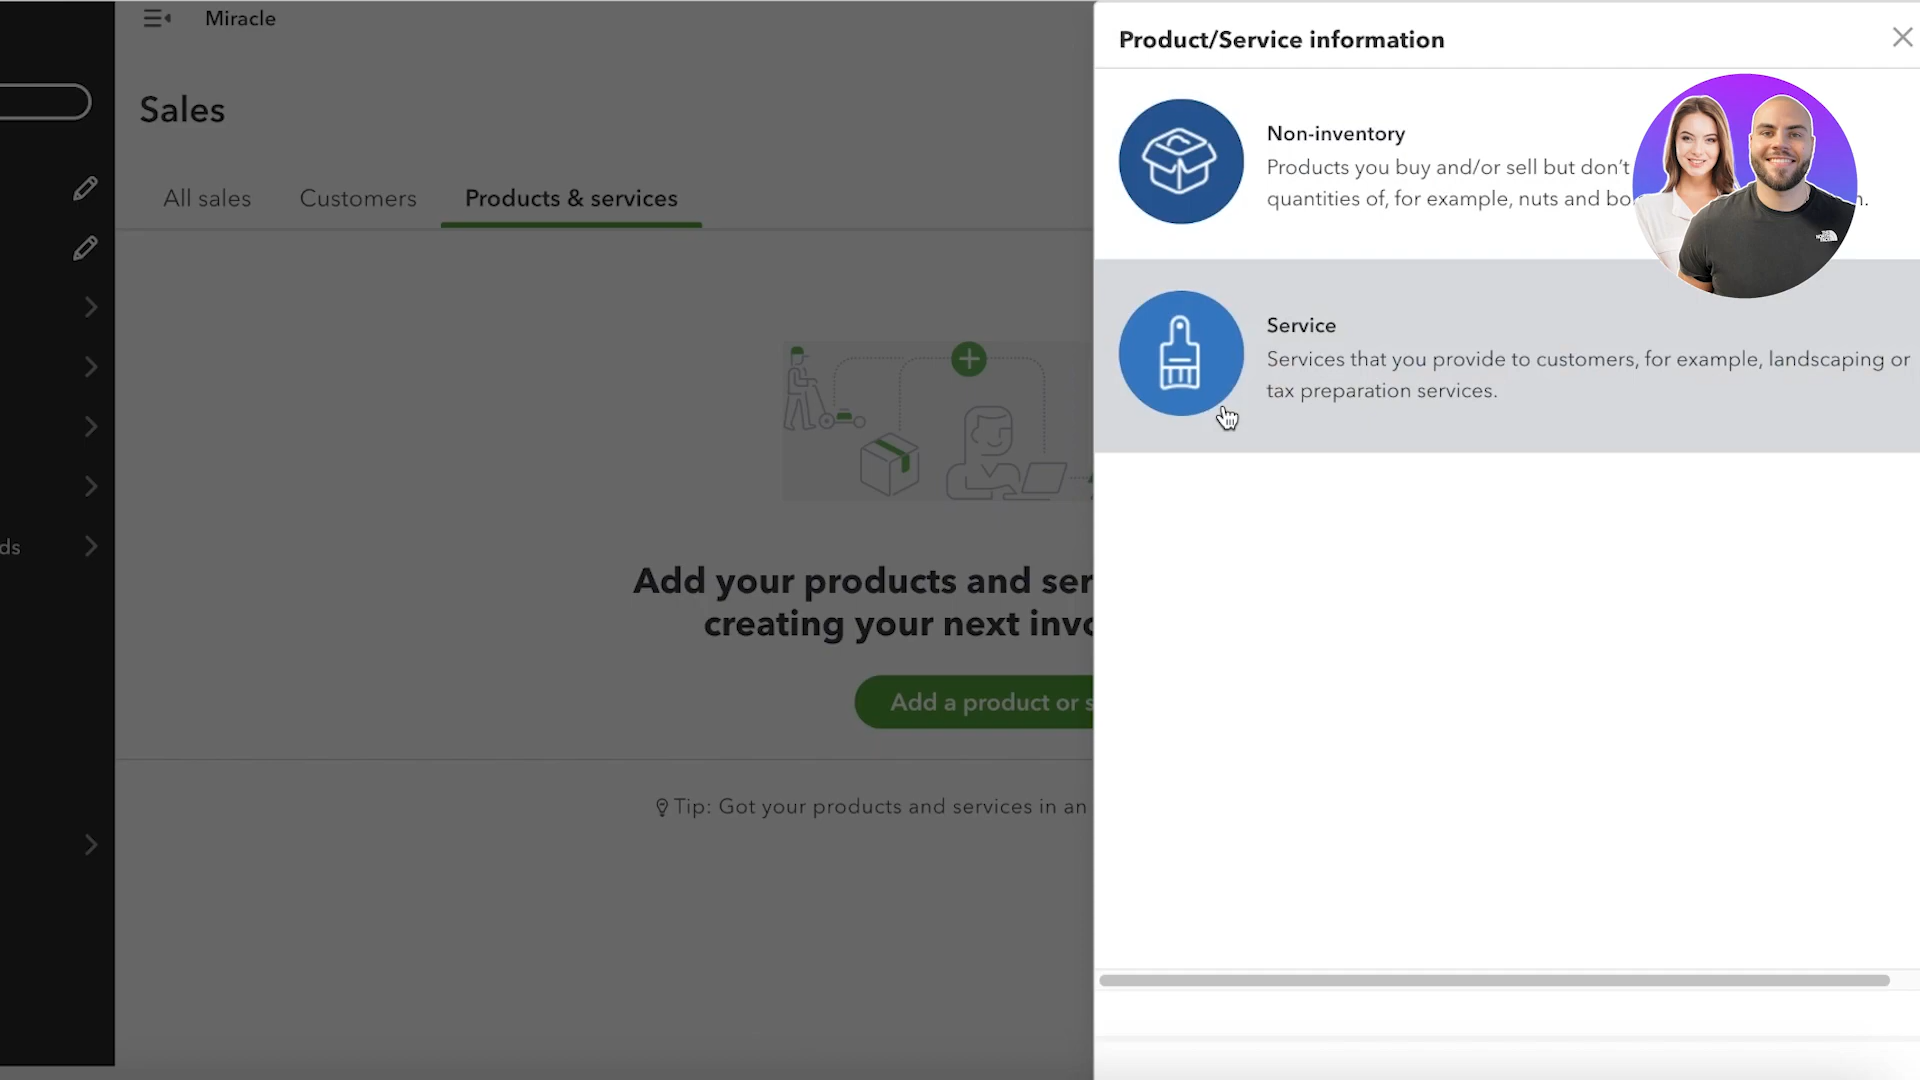 Miracle
Product/Service information
Sales
Non-inventory
Products you buy and/or sell but don't
quantities of, for example, nuts and
All sales
Customers
Products & services
THE NORTH FACE
Service
Services that you provide to customers, for example, landscaping or
tax preparation services.
ds
Add your products and ser
creating your next invo
Add a product or s
Tip: Got your products and services in an